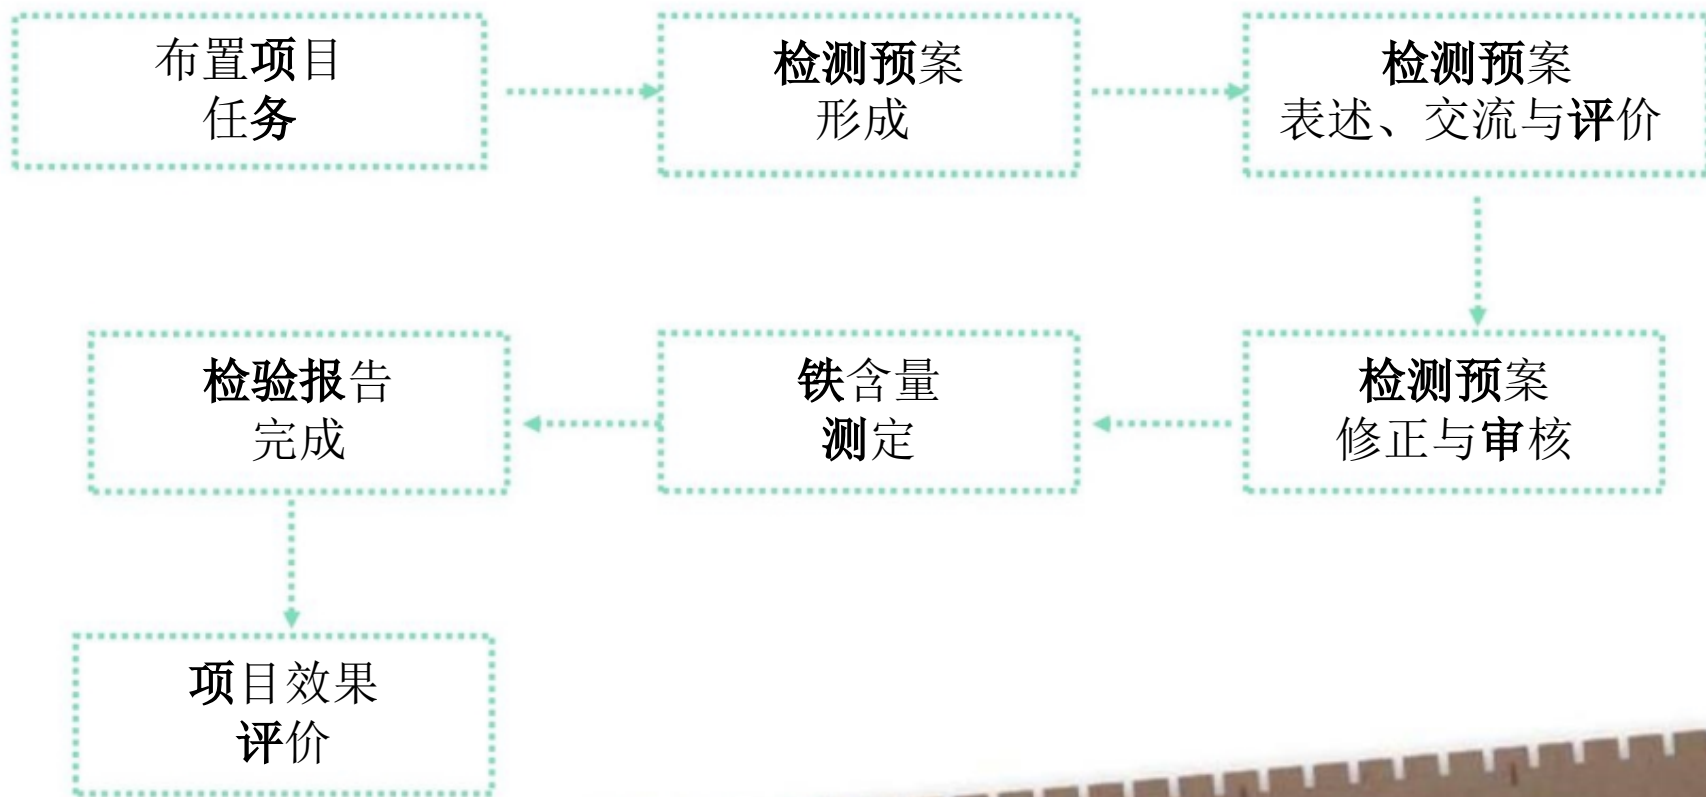 布置项目
任务
检测预案
形成
检测预案
表述、交流与评价
检测预案
修正与审核
铁含量
测定
检验报告
完成
项目效果
评价